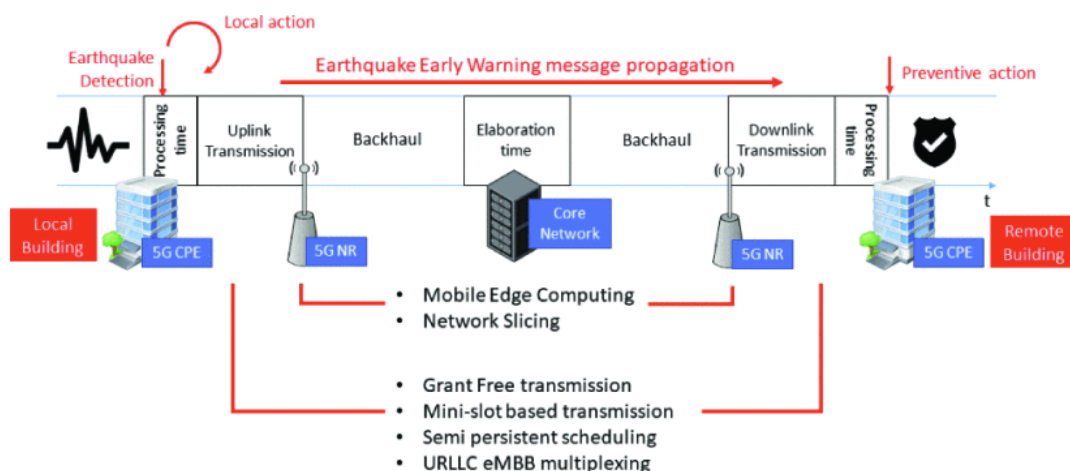 Local action
Earthquake
Detection
Earthquake Early Warning message propagation
Preventive action
Processing
time
Uplink
Transmission
Backhaul
Elaboration
time
Backhaul
Downlink
Transmission
Processing
time
t
Local
Building
5G CPE
5G NR
Core
Network
5G NR
5G CPE
Remote
Building
• Mobile Edge Computing
• Network Slicing
• Grant Free transmission
• Mini-slot based transmission
• Semi persistent scheduling
• URLLC eMBB multiplexing